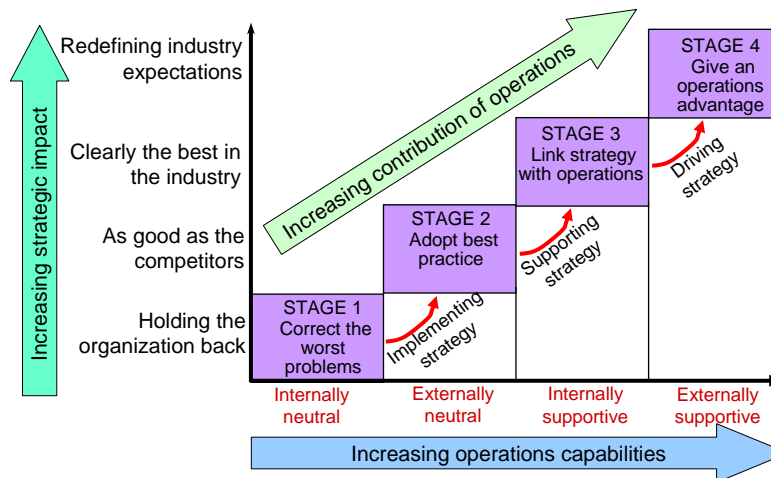 Redefining industry
expectations
Clearly the best in
the industry
As good as the
competitors
Holding the
organization back
Increasing strategic impact
Increasing contribution of operations
STAGE 1
Correct the
worst
problems
STAGE 2
Adopt best
practice
STAGE 3
Link strategy
with operations
STAGE 4
Give an
operations
advantage
Implementing
strategy
Supporting
strategy
Driving
strategy
Internally
neutral
Externally
neutral
Internally
supportive
Externally
supportive
Increasing operations capabilities